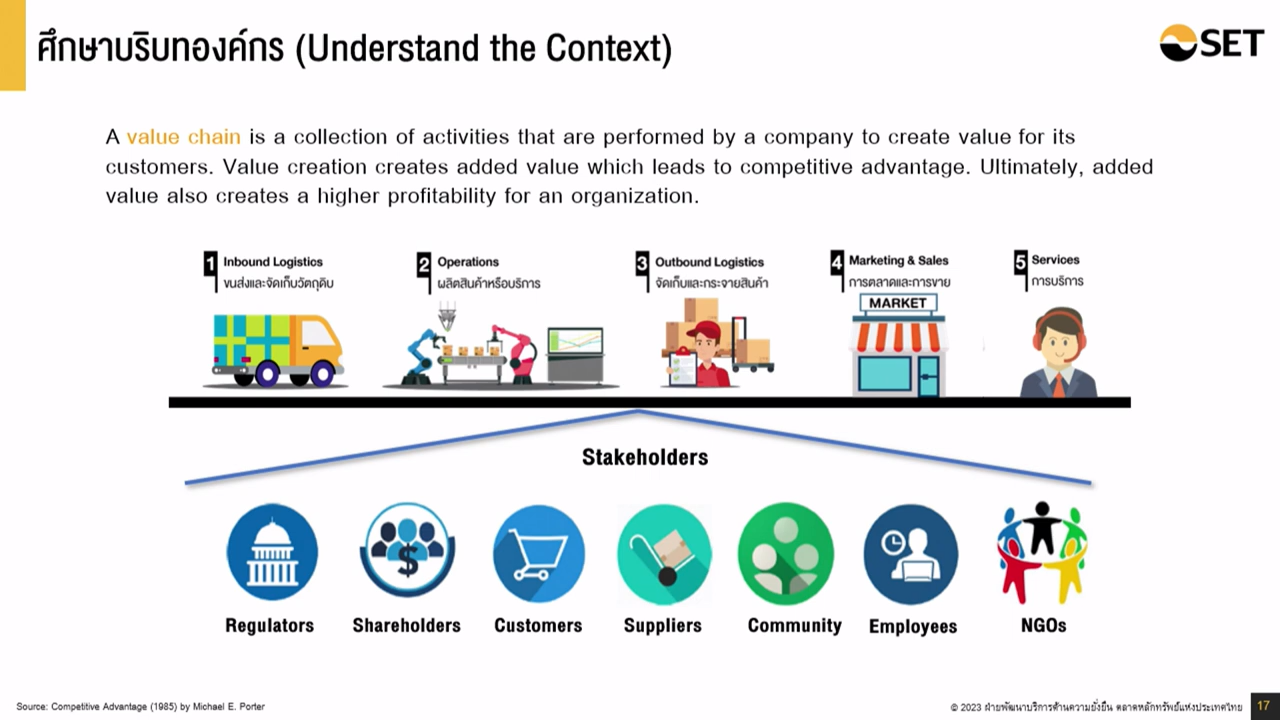 ศึกษาบริบทองค์กร (Understand the Context)
SET
A value chain is a collection of activities that are performed by a company to create value for its
customers. Value creation creates added value which leads to competitive advantage. Ultimately, added
value also creates a higher profitability for an organization.
1 Inbound Logistics
ขนส่งและจัดเก็บวัตถุดิบ
2 Operations
ผลิตสินค้าหรือบริการ
3 Outbound Logistics
จัดเก็บและกระจายสินค้า
4 Marketing & Sales
การตลาดและการขาย
5 Services
การบริการ
MARKET
Stakeholders
Regulators
Shareholders
Customers
Suppliers
Community
Employees
NGOs
Source: Competitive Advantage (1985) by Michael E. Porter
© 2023 ฝ่ายพัฒนาบริการด้านความยั่งยืน ตลาดหลักทรัพย์แห่งประเทศไทย
17